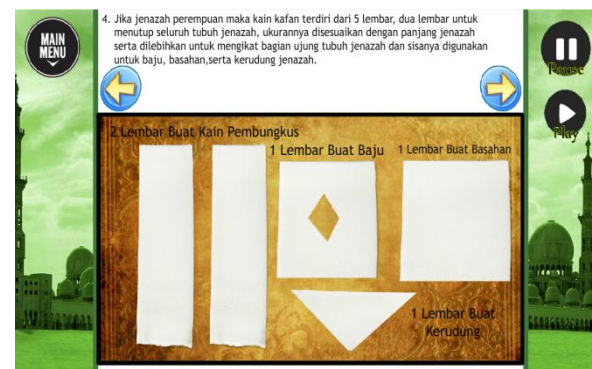 4. Jika jenazah perempuan maka kain kafan terdiri dari 5 lembar, dua lembar untuk
menutup seluruh tubuh jenazah, ukurannya disesuaikan dengan panjang jenazah
serta dilebihkan untuk mengikat bagian ujung tubuh jenazah dan sisanya digunakan
untuk baju, basahan,serta kerudung jenazah.
MAIN
MENU
Pause
Play
2 Lembar Buat Kain Pembungkus
1 Lembar Buat Baju
1 Lembar Buat Basahan
1 Lembar Buat
Kerudung